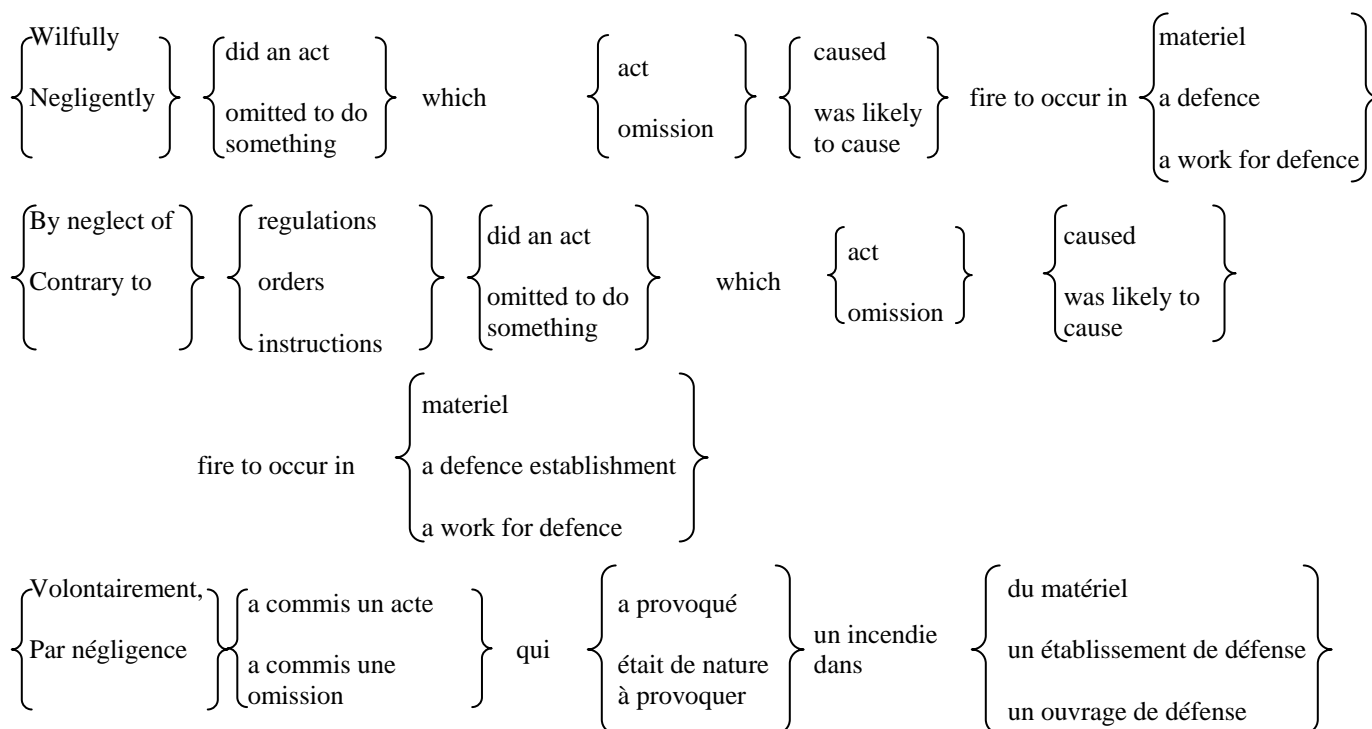 Wilfully
Negligently
did an act
omitted to do
something
which
act
omission
caused
was likely
to cause
fire to occur in
materiel
a defence
a work for defence
By neglect of
Contrary to
regulations
orders
instructions
did an act
omitted to do
something
which
act
omission
caused
was likely to
cause
fire to occur in
materiel
a defence establishment
a work for defence
Volontairement,
Par négligence
a commis un acte
a commis une
omission
qui
a provoqué
était de nature
à provoquer
un incendie
dans
du matériel
un établissement de défense
un ouvrage de défense